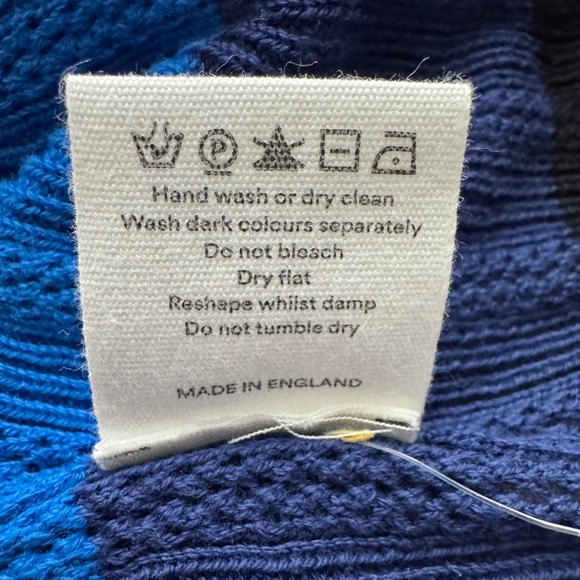 P
Hand wash or dry clean
Wash dark colours separately
Do not bleach
Dry flat
Reshape whilst damp
Do not tumble dry
MADE IN ENGLAND